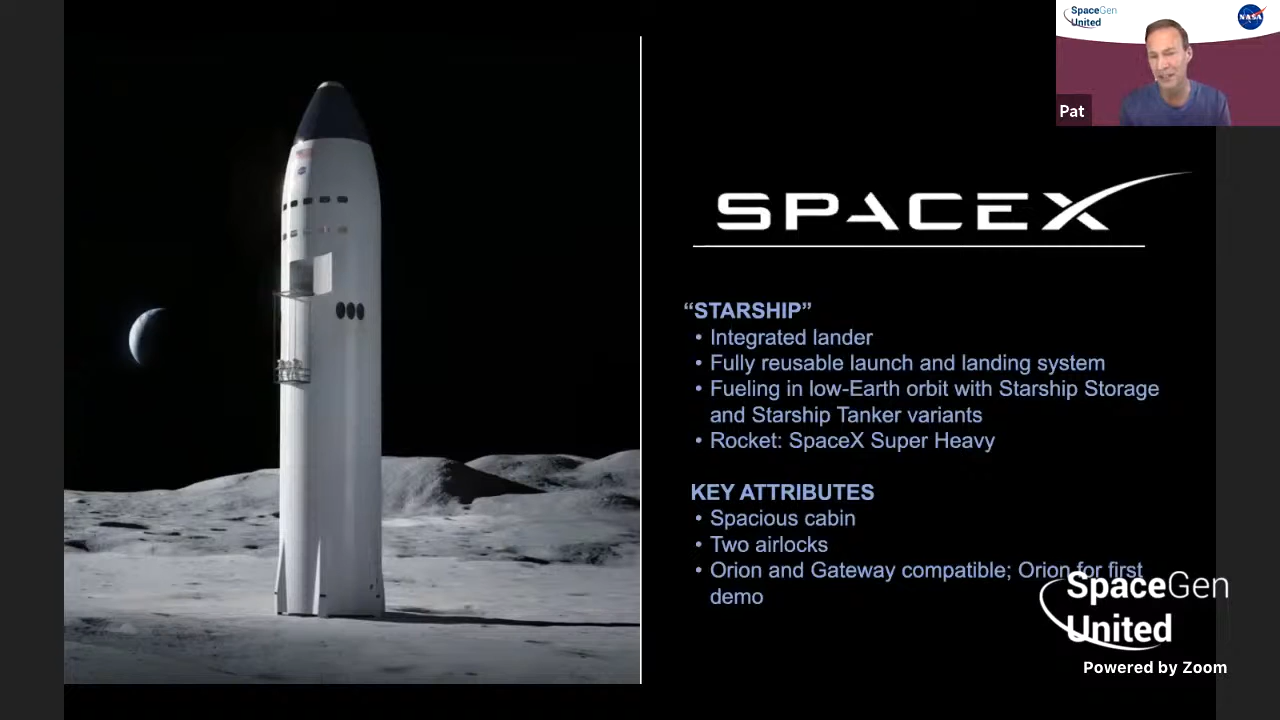 SpaceGen
United
NASA
Pat
SPACEX
“STARSHIP”
• Integrated lander
• Fully reusable launch and landing system
• Fueling in low-Earth orbit with Starship Storage
and Starship Tanker variants
• Rocket: SpaceX Super Heavy
KEY ATTRIBUTES
• Spacious cabin
• Two airlocks
• Orion and Gateway compatible; Orion for first
demo
SpaceGen
United
Powered by Zoom